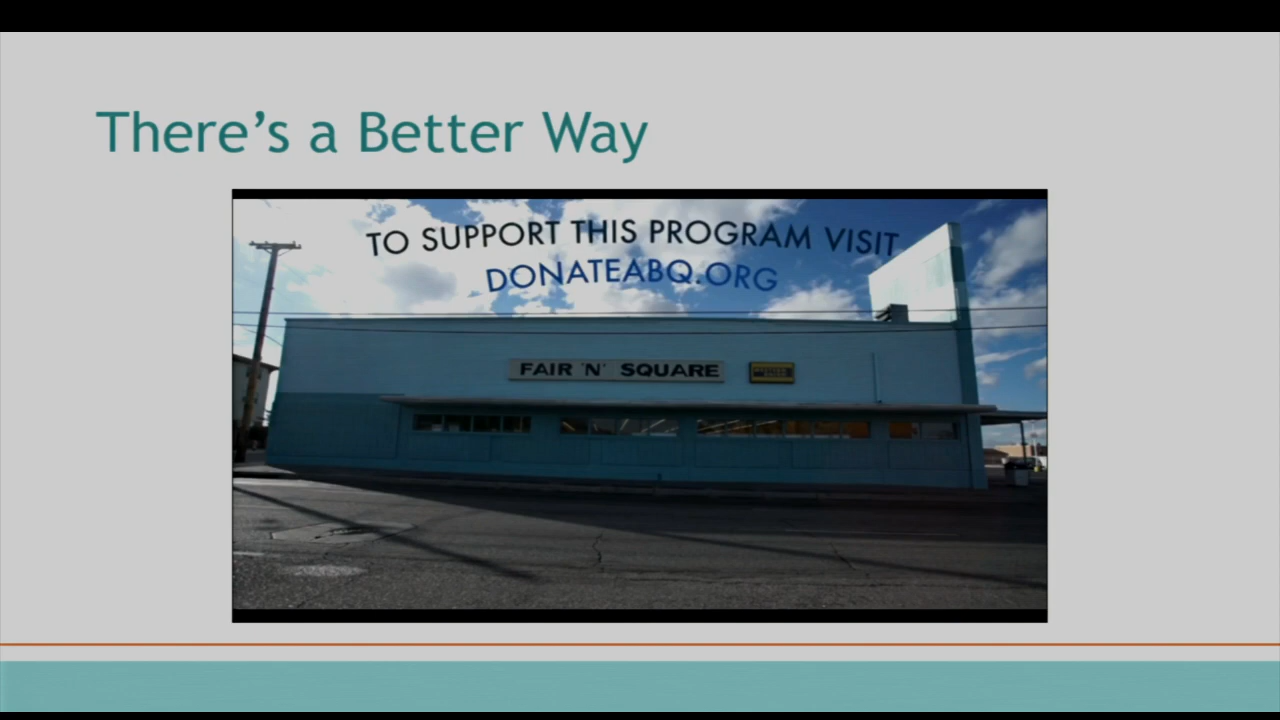 There's a Better Way
TO SUPPORT THIS PROGRAM VISIT
DONATEABQ.ORG
FAIR 'N' SQUARE